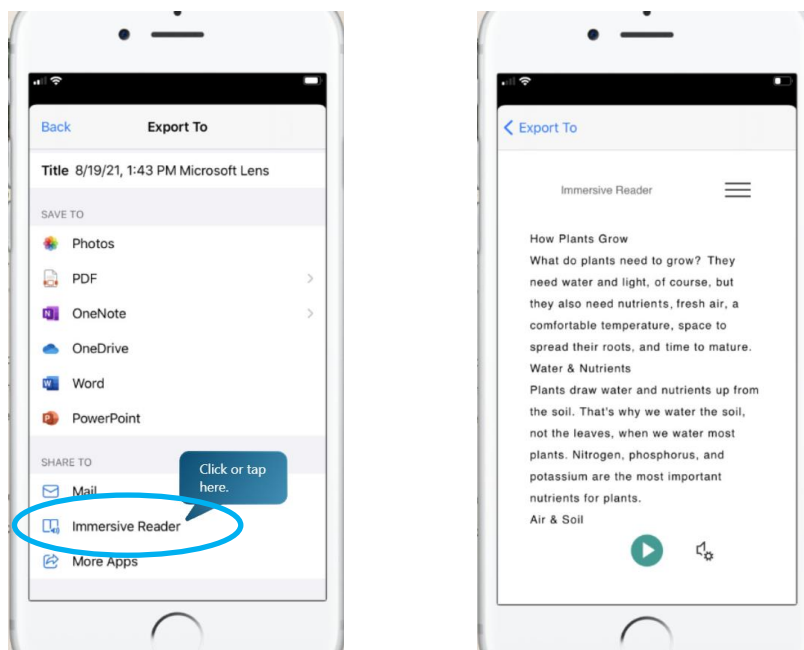 Back Export To
Title 8/19/21, 1:43 PM Microsoft Lens
SAVE TO
Photos
PDF
OneNote
OneDrive
Word
PowerPoint
SHARE TO
Click or tap
here.
Mail
Immersive Reader
More Apps
Export To
Immersive Reader
How Plants Grow
What do plants need to grow? They
need water and light, of course, but
they also need nutrients, fresh air, a
comfortable temperature, space to
spread their roots, and time to mature.
Water & Nutrients
Plants draw water and nutrients up from
the soil. That's why we water the soil,
not the leaves, when we water most
plants. Nitrogen, phosphorus, and
potassium are the most important
nutrients for plants.
Air & Soil